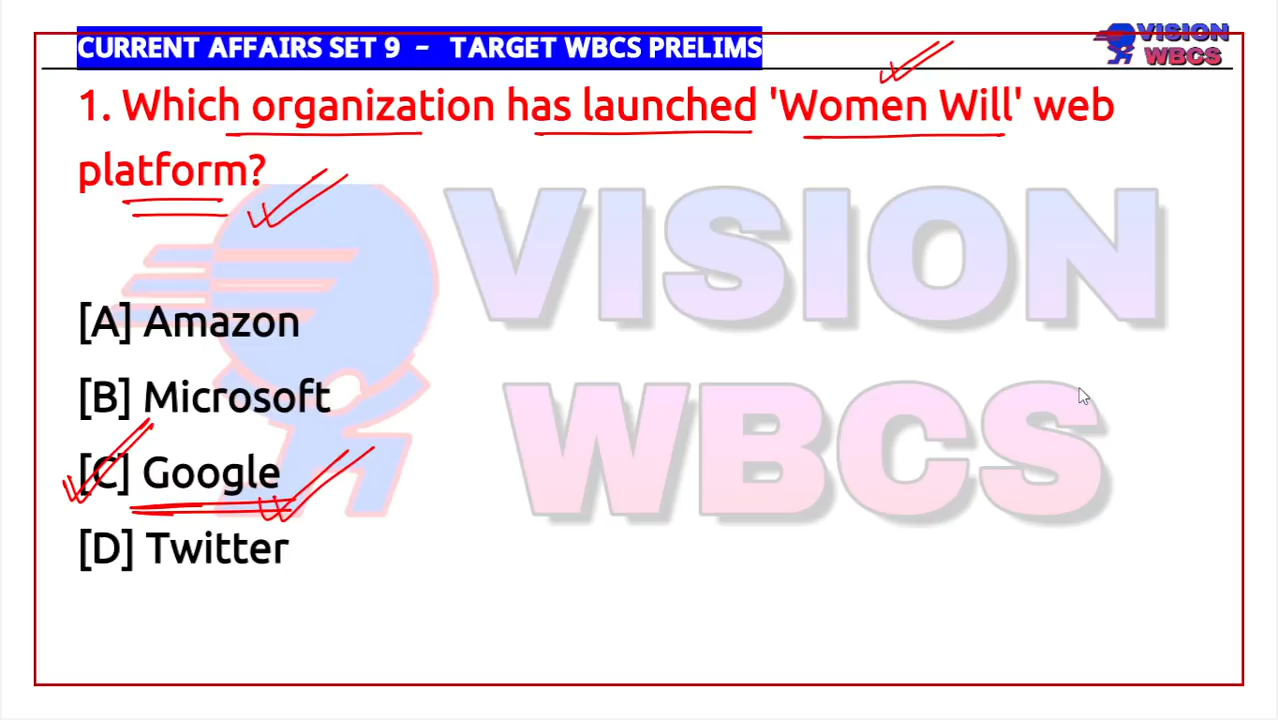 CURRENT AFFAIRS SET 9 - TARGET WBCS PRELIMS
VISION
WBCS
1. Which organization has launched 'Women Will' web
platform?
VISION
WBCS
[A] Amazon
[B] Microsoft
[C] Google
[D] Twitter